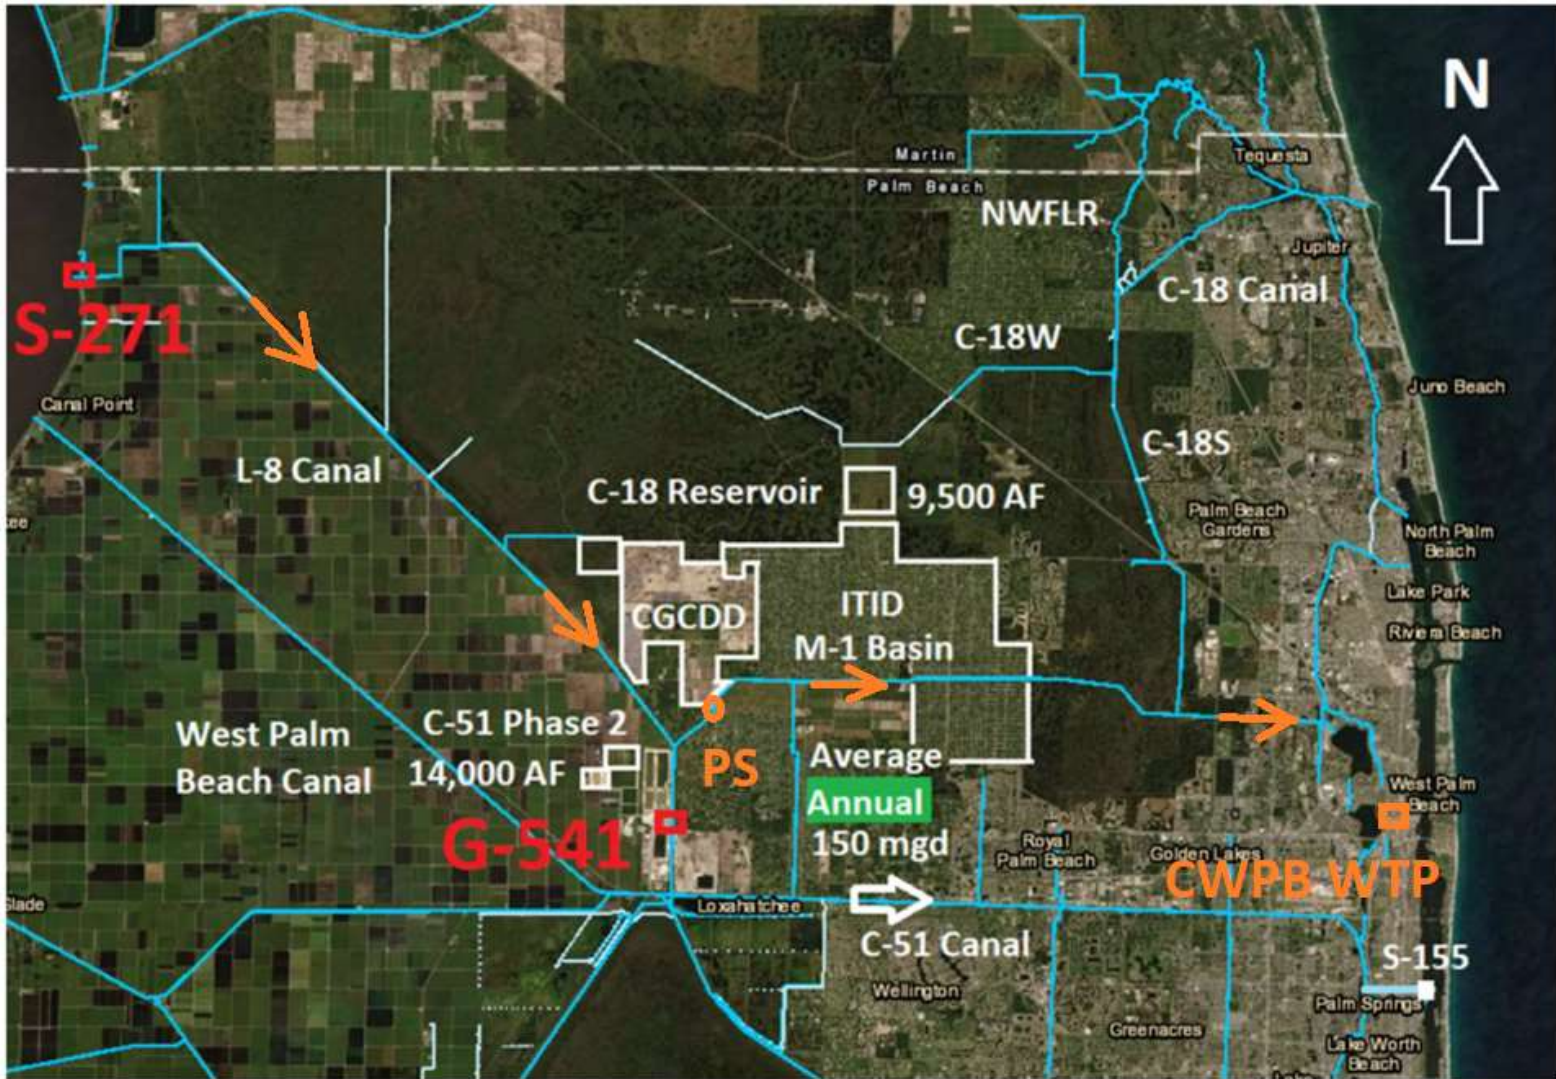 N
Martin
Palm Beach
Tequesta
NWFLR
Jupiter
S-271
C-18 Canal
C-18W
Canal Point
Juno Beach
L-8 Canal
C-18S
C-18 Reservoir
9,500 AF
Palm Beach
Gardens
kee
North Palm
Beach
Lake Park
CGCDD
ITID
M-1 Basin
Riviera Beach
West Palm
Beach Canal
C-51 Phase 2
14,000 AF
PS
Average
Annual
150 mgd
West Palm
Beach
G-541
Royal
Palm Beach
Golden Lakes
CWPB WTP
Slade
Loxahatchee
C-51 Canal
S-155
Wellington
Palm Springs
Greenacres
Lake Worth
Beach